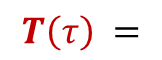 T(τ) =